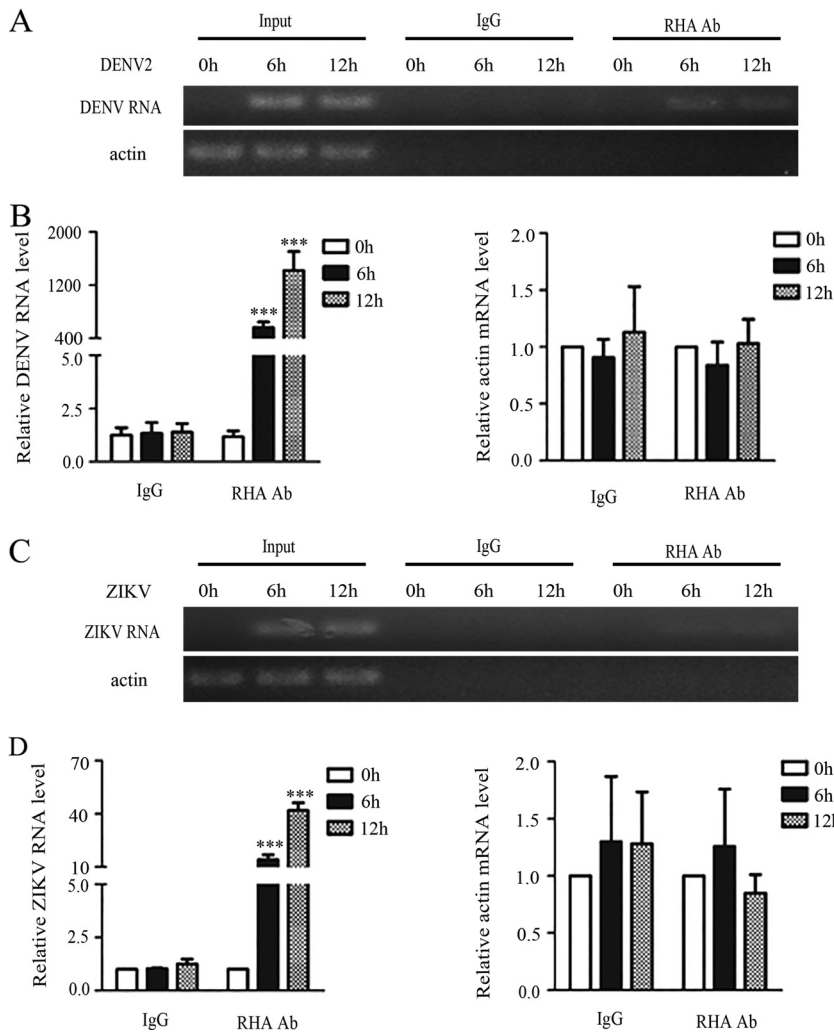 A
Input IgG RHA Ab
DENV2 0h 6h 12h 0h 6h 12h 0h 6h 12h
DENV RNA
actin
B
Relative DENV RNA level
2000
1200
400
5.0
2.5
0.0
*** ***
IgG RHA Ab
0h
6h
12h
Relative actin mRNA level
2.0
1.5
1.0
0.5
0.0
IgG RHA Ab
0h
6h
12h
C
Input IgG RHA Ab
ZIKV 0h 6h 12h 0h 6h 12h 0h 6h 12h
ZIKV RNA
actin
D
Relative ZIKV RNA level
70
40
10
5.0
2.5
0.0
*** ***
IgG RHA Ab
0h
6h
12h
Relative actin mRNA level
2.0
1.5
1.0
0.5
0.0
IgG RHA Ab
0h
6h
12h